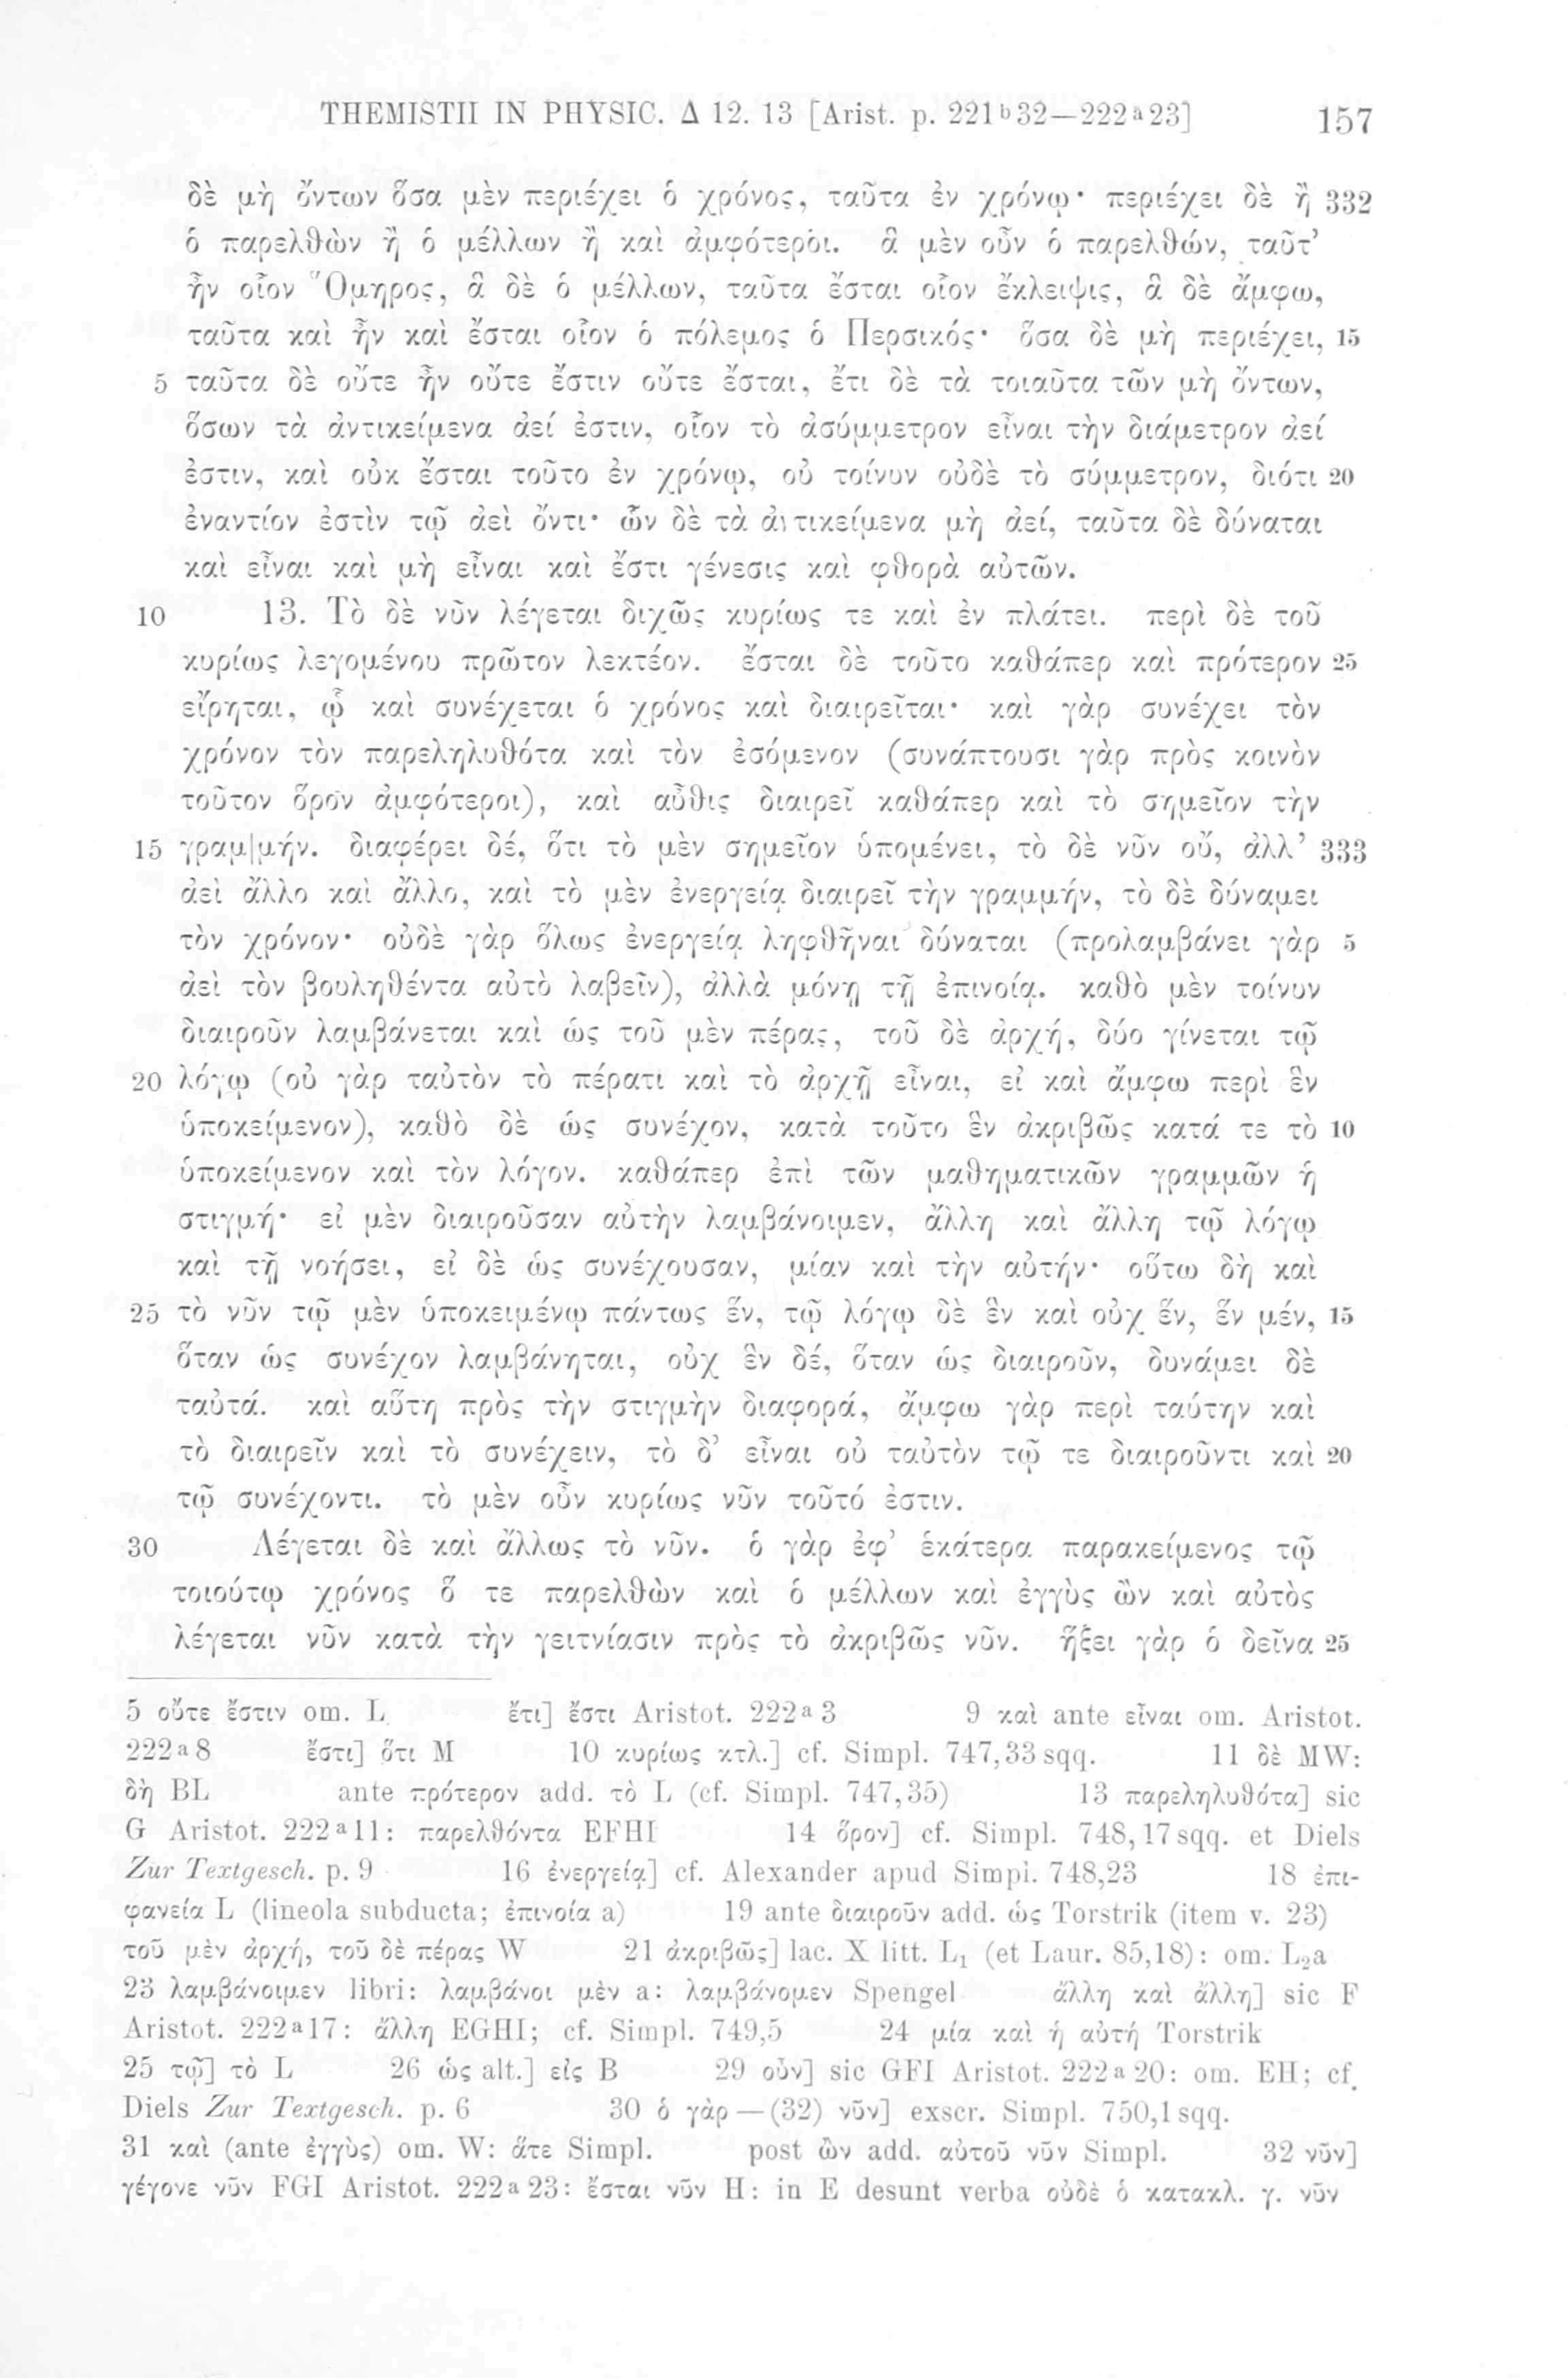 THEMISTII IN PHYSIC. Δ 12. 13 [Arist. p. 221ᵇ32—222ᵃ23] 157
δὲ μὴ ὄντων ὅσα μὲν περιέχει ὁ χρόνος, ταῦτα ἐν χρόνῳ· περιέχει δὲ ἢ 332
ὁ παρελθὼν ἢ ὁ μέλλων ἢ καὶ ἀμφότεροι. ἃ μὲν οὖν ὁ παρελθών, ταῦτ’
ἦν οἷον Ὅμηρος, ἃ δὲ ὁ μέλλων, ταῦτα ἔσται οἷον ἔκλειψις, ἃ δὲ ἄμφω,
ταῦτα καὶ ἦν καὶ ἔσται οἷον ὁ πόλεμος ὁ Περσικός· ὅσα δὲ μὴ περιέχει, 15
5 ταῦτα δὲ οὔτε ἦν οὔτε ἔστιν οὔτε ἔσται, ἔτι δὲ τὰ τοιαῦτα τῶν μὴ ὄντων,
ὅσων τὰ ἀντικείμενα ἀεί ἐστιν, οἷον τὸ ἀσύμμετρον εἶναι τὴν διάμετρον ἀεί
ἐστιν, καὶ οὐκ ἔσται τοῦτο ἐν χρόνῳ, οὐ τοίνυν οὐδὲ τὸ σύμμετρον, διότι 20
ἐναντίον ἐστὶν τῷ ἀεὶ ὄντι· ὧν δὲ τὰ ἀντικείμενα μὴ ἀεί, ταῦτα δὲ δύναται
καὶ εἶναι καὶ μὴ εἶναι καὶ ἔστι γένεσις καὶ φθορὰ αὐτῶν.
10 13. Τὸ δὲ νῦν λέγεται διχῶς κυρίως τε καὶ ἐν πλάτει. περὶ δὲ τοῦ
κυρίως λεγομένου πρῶτον λεκτέον. ἔσται δὲ τοῦτο καθάπερ καὶ πρότερον 25
εἴρηται, ᾧ καὶ συνέχεται ὁ χρόνος καὶ διαιρεῖται· καὶ γὰρ συνέχει τὸν
χρόνον τὸν παρεληλυθότα καὶ τὸν ἐσόμενον (συνάπτουσι γὰρ πρὸς κοινὸν
τοῦτον ὅρον ἀμφότεροι), καὶ αὖθις διαιρεῖ καθάπερ καὶ τὸ σημεῖον τὴν
15 γραμ|μήν. διαφέρει δέ, ὅτι τὸ μὲν σημεῖον ὑπομένει, τὸ δὲ νῦν οὔ, ἀλλ’ 333
ἀεὶ ἄλλο καὶ ἄλλο, καὶ τὸ μὲν ἐνεργείᾳ διαιρεῖ τὴν γραμμήν, τὸ δὲ δύναμει
τὸν χρόνον· οὐδὲ γὰρ ὅλως ἐνεργείᾳ ληφθῆναι δύναται (προλαμβάνει γὰρ 5
ἀεὶ τὸν βουληθέντα αὐτὸ λαβεῖν), ἀλλὰ μόνῃ τῇ ἐπινοίᾳ. καθὸ μὲν τοίνυν
διαιροῦν λαμβάνεται καὶ ὡς τοῦ μὲν πέρας, τοῦ δὲ ἀρχή, δύο γίνεται τῷ
20 λόγῳ (οὐ γὰρ ταὐτὸν τὸ πέρατι καὶ τὸ ἀρχῇ εἶναι, εἰ καὶ ἄμφω περὶ ἓν
ὑποκείμενον), καθὸ δὲ ὡς συνέχον, κατὰ τοῦτο ἓν ἀκριβῶς κατά τε τὸ 10
ὑποκείμενον καὶ τὸν λόγον. καθάπερ ἐπὶ τῶν μαθηματικῶν γραμμῶν ἡ
στιγμή· εἰ μὲν διαιροῦσαν αὐτὴν λαμβάνοιμεν, ἄλλη καὶ ἄλλη τῷ λόγῳ
καὶ τῇ νοήσει, εἰ δὲ ὡς συνέχουσαν, μίαν καὶ τὴν αὐτήν· οὕτω δὴ καὶ
25 τὸ νῦν τῷ μὲν ὑποκειμένῳ πάντως ἕν, τῷ λόγῳ δὲ ἓν καὶ οὐχ ἕν, ἓν μέν, 15
ὅταν ὡς συνέχον λαμβάνηται, οὐχ ἓν δέ, ὅταν ὡς διαιροῦν, δυνάμει δὲ
ταὐτά. καὶ αὕτη πρὸς τὴν στιγμὴν διαφορά, ἄμφω γὰρ περὶ ταύτην καὶ
τὸ διαιρεῖν καὶ τὸ συνέχειν, τὸ δ’ εἶναι οὐ ταὐτὸν τῷ τε διαιροῦντι καὶ 20
τῷ συνέχοντι. τὸ μὲν οὖν κυρίως νῦν τοῦτό ἐστιν.
30 Λέγεται δὲ καὶ ἄλλως τὸ νῦν. ὁ γὰρ ἐφ’ ἑκάτερα παρακείμενος τῷ
τοιούτῳ χρόνος ὅ τε παρελθὼν καὶ ὁ μέλλων καὶ ἐγγὺς ὢν καὶ αὐτὸς
λέγεται νῦν κατὰ τὴν γειτνίασιν πρὸς τὸ ἀκριβῶς νῦν. ἥξει γὰρ ὁ δεῖνα 25
5 οὔτε ἔστιν om. L ἔτι] ἔστι Aristot. 222ᵃ3 9 καὶ ante εἶναι om. Aristot.
222ᵃ8 ἔστι] ὅτι M 10 κυρίως κτλ.] cf. Simpl. 747,33 sqq. 11 δὲ MW:
δὴ BL ante πρότερον add. τὸ L (cf. Simpl. 747,35) 13 παρεληλυθότα] sic
G Aristot. 222ᵃ11: παρελθόντα EFHI 14 ὅρον] cf. Simpl. 748,17 sqq. et Diels
Zur Textgesch. p. 9 16 ἐνεργείᾳ] cf. Alexander apud Simpl. 748,23 18 ἐπι-
φανεία L (lineola subducta; ἐπινοία a) 19 ante διαιροῦν add. ὡς Torstrik (item v. 23)
τοῦ μὲν ἀρχή, τοῦ δὲ πέρας W 21 ἀκριβῶς] lac. X litt. L₁ (et Laur. 85,18): om. L₂a
23 λαμβάνοιμεν libri: λαμβάνοι μὲν a: λαμβάνομεν Spengel ἄλλη καὶ ἄλλη] sic F
Aristot. 222ᵃ17: ἄλλη EGHI; cf. Simpl. 749,5 24 μία καὶ ἡ αὐτή Torstrik
25 τῷ] τὸ L 26 ὡς alt.] εἰς B 29 οὖν] sic GFI Aristot. 222ᵃ20: om. EH; cf.
Diels Zur Textgesch. p. 6 30 ὁ γὰρ — (32) νῦν] exscr. Simpl. 750,1 sqq.
31 καὶ (ante ἐγγὺς) om. W: ἅτε Simpl. post ὢν add. αὐτοῦ νῦν Simpl. 32 νῦν]
γέγονε νῦν FGI Aristot. 222ᵃ23: ἔσται νῦν H: in E desunt verba οὐδὲ ὁ κατακλ. γ. νῦν